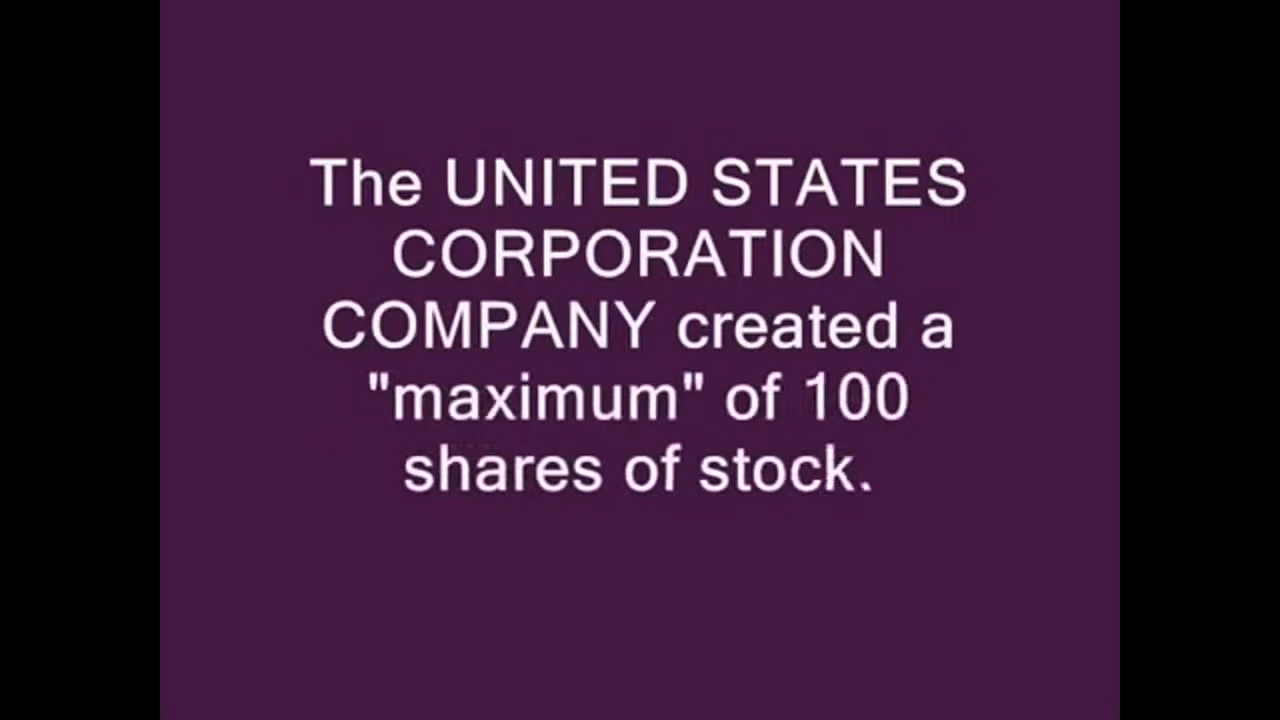 The UNITED STATES
CORPORATION
COMPANY created a
"maximum" of 100
shares of stock.